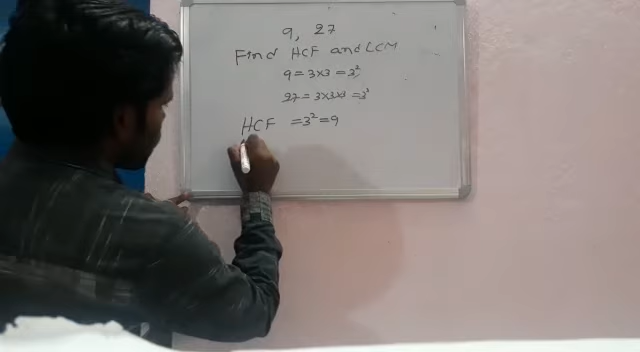 9, 27
Find HCF and LCM
9 = 3×3 = 3²
27 = 3×3×3 = 3³
HCF = 3² = 9